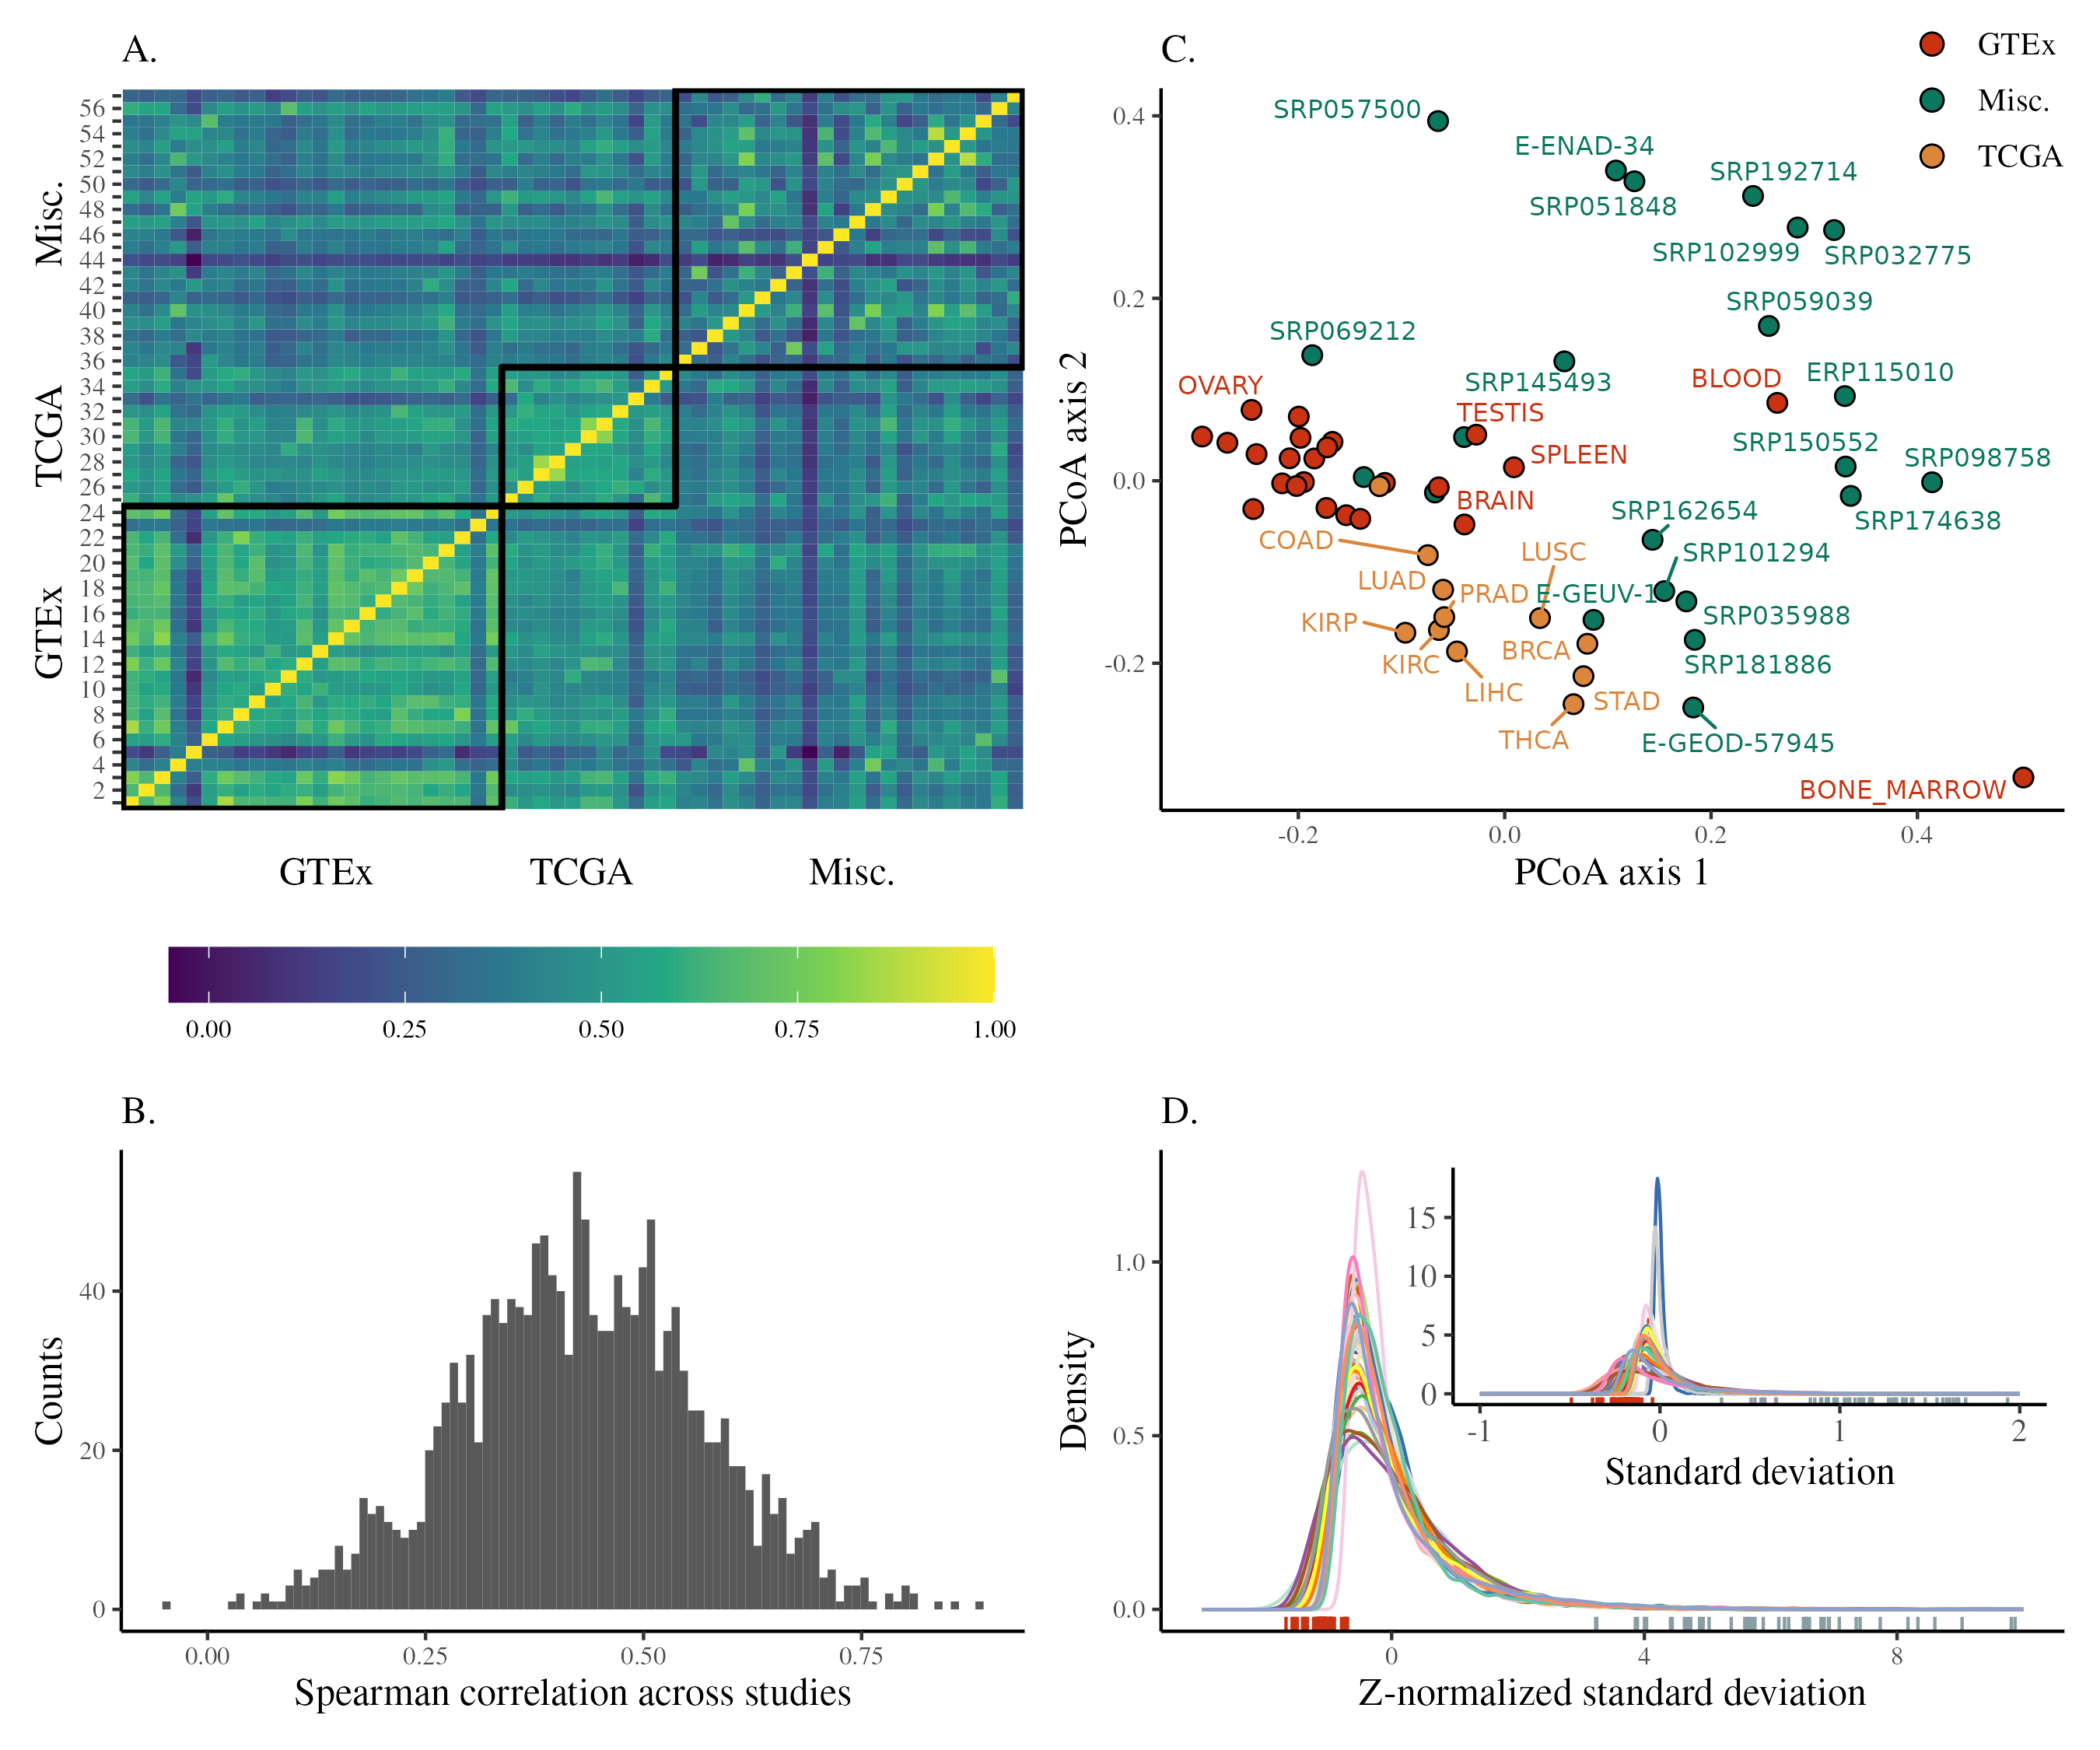 A.
Misc.
TCGA
GTEx
56
54
52
50
48
46
44
42
40
38
36
34
32
30
28
26
24
22
20
18
16
14
12
10
8
6
4
2
GTEx TCGA Misc.
0.00 0.25 0.50 0.75 1.00
B.
Counts
40
20
0
0.00 0.25 0.50 0.75
Spearman correlation across studies
C.
GTEx
Misc.
TCGA
PCoA axis 2
0.4
0.2
0.0
-0.2
SRP057500
E-ENAD-34
SRP192714
SRP051848
SRP102999
SRP032775
SRP059039
SRP069212
SRP145493
BLOOD
ERP115010
OVARY
TESTIS
SRP150552
SPLEEN
SRP098758
BRAIN
SRP162654
SRP174638
COAD
LUSC
SRP101294
LUAD
PRAD
E-GEUV-1
KIRP
SRP035988
KIRC
BRCA
SRP181886
LIHC
STAD
THCA
E-GEOD-57945
BONE_MARROW
-0.2 0.0 0.2 0.4
PCoA axis 1
D.
Density
1.0
0.5
0.0
15
10
5
0
-1 0 1 2
Standard deviation
0 4 8
Z-normalized standard deviation